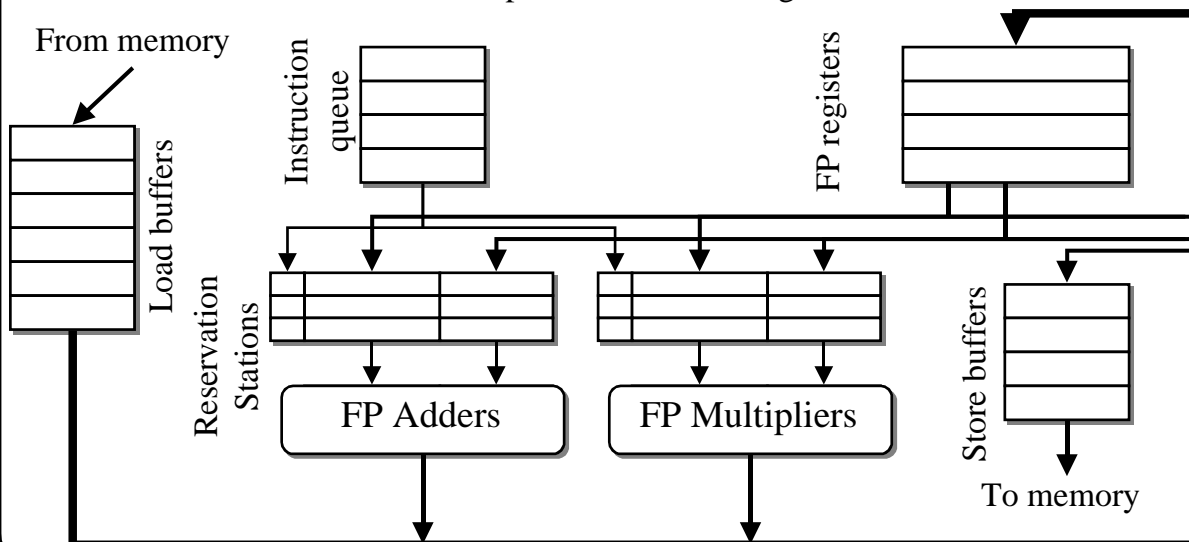 From memory
Instruction
queue
FP registers
Load buffers
Reservation
Stations
FP Adders
FP Multipliers
Store buffers
To memory